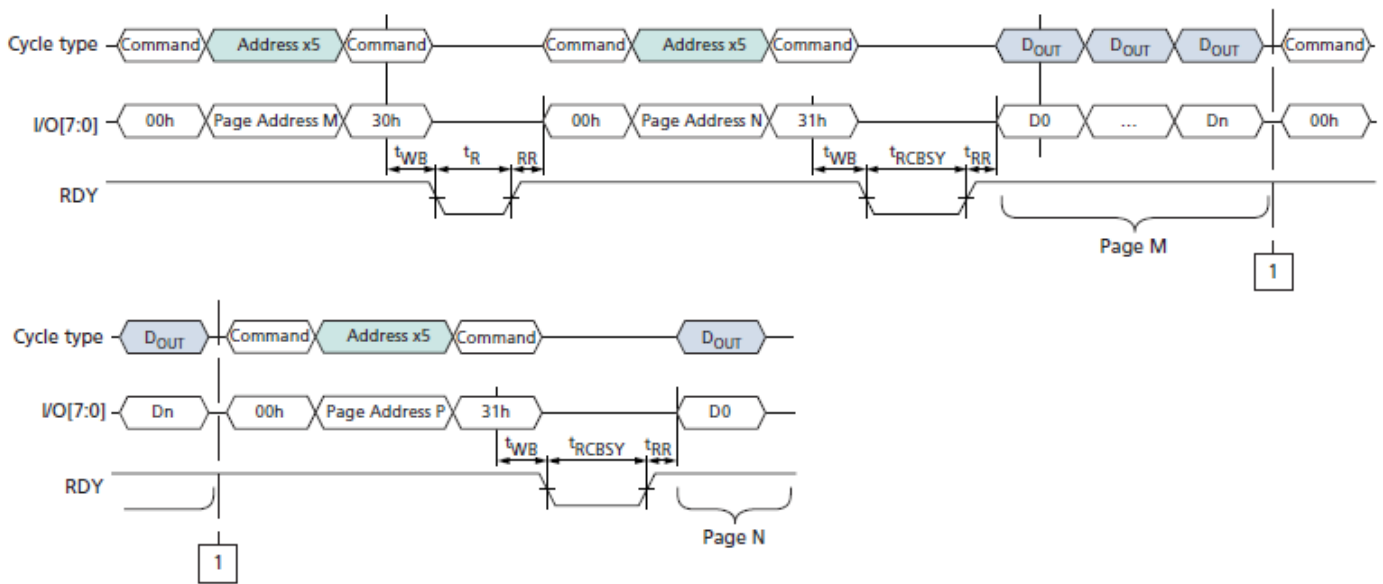 Cycle type Command Address x5 Command Command Address x5 Command DOUT DOUT DOUT Command
I/O[7:0] 00h Page Address M 30h 00h Page Address N 31h D0 ... Dn 00h
tWB tR RR tWB tRCBSY tRR
RDY
Page M
1
Cycle type DOUT Command Address x5 Command DOUT
I/O[7:0] Dn 00h Page Address P 31h D0
tWB tRCBSY tRR
RDY
Page N
1